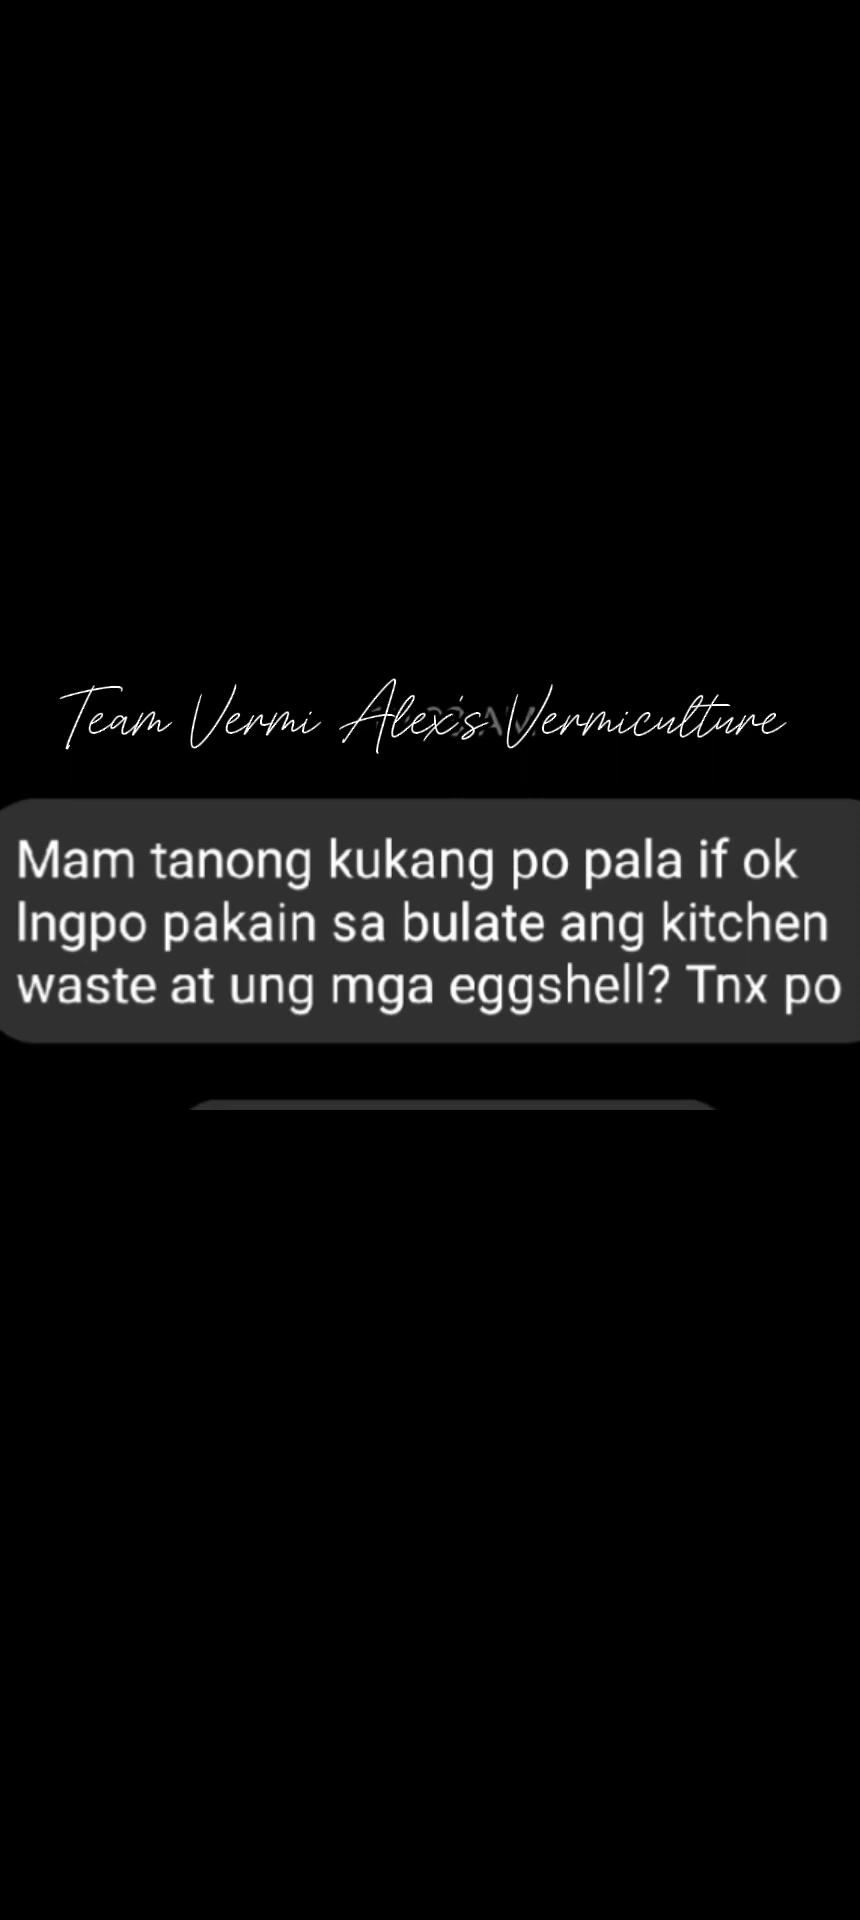 Team Vermi Alex's Vermiculture
Mam tanong kukang po pala if ok
lngpo pakain sa bulate ang kitchen
waste at ung mga eggshell? Tnx po